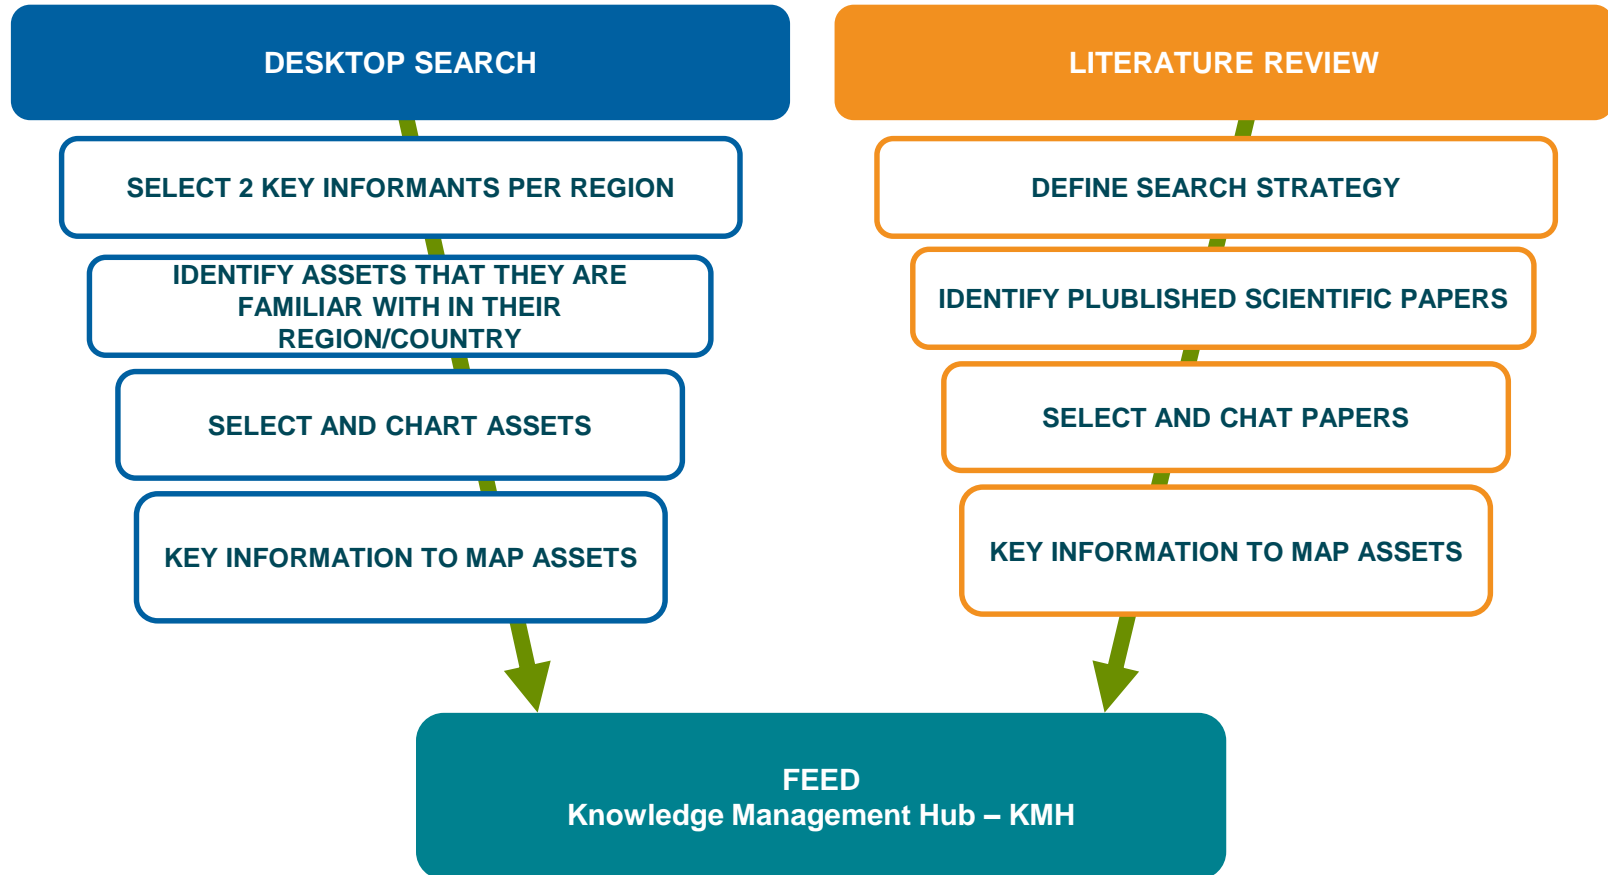 DESKTOP SEARCH
SELECT 2 KEY INFORMANTS PER REGION
IDENTIFY ASSETS THAT THEY ARE
FAMILIAR WITH IN THEIR
REGION/COUNTRY
SELECT AND CHART ASSETS
KEY INFORMATION TO MAP ASSETS
LITERATURE REVIEW
DEFINE SEARCH STRATEGY
IDENTIFY PLUBLISHED SCIENTIFIC PAPERS
SELECT AND CHAT PAPERS
KEY INFORMATION TO MAP ASSETS
FEED
Knowledge Management Hub – KMH